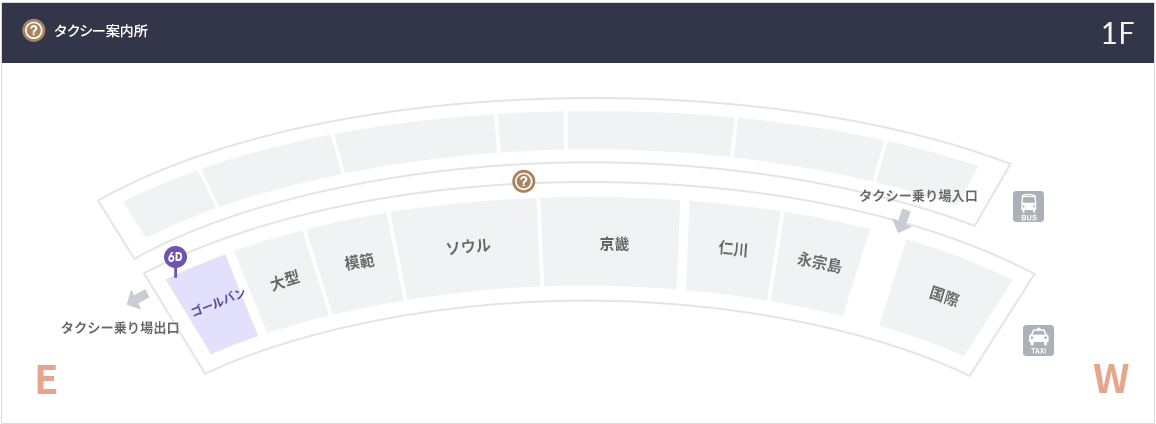 ? タクシー案内所
1F
?
タクシー乗り場入口
BUS
6D
ゴールバン
大型
模範
ソウル
京畿
仁川
永宗島
国際
タクシー乗り場出口
TAXI
E
W